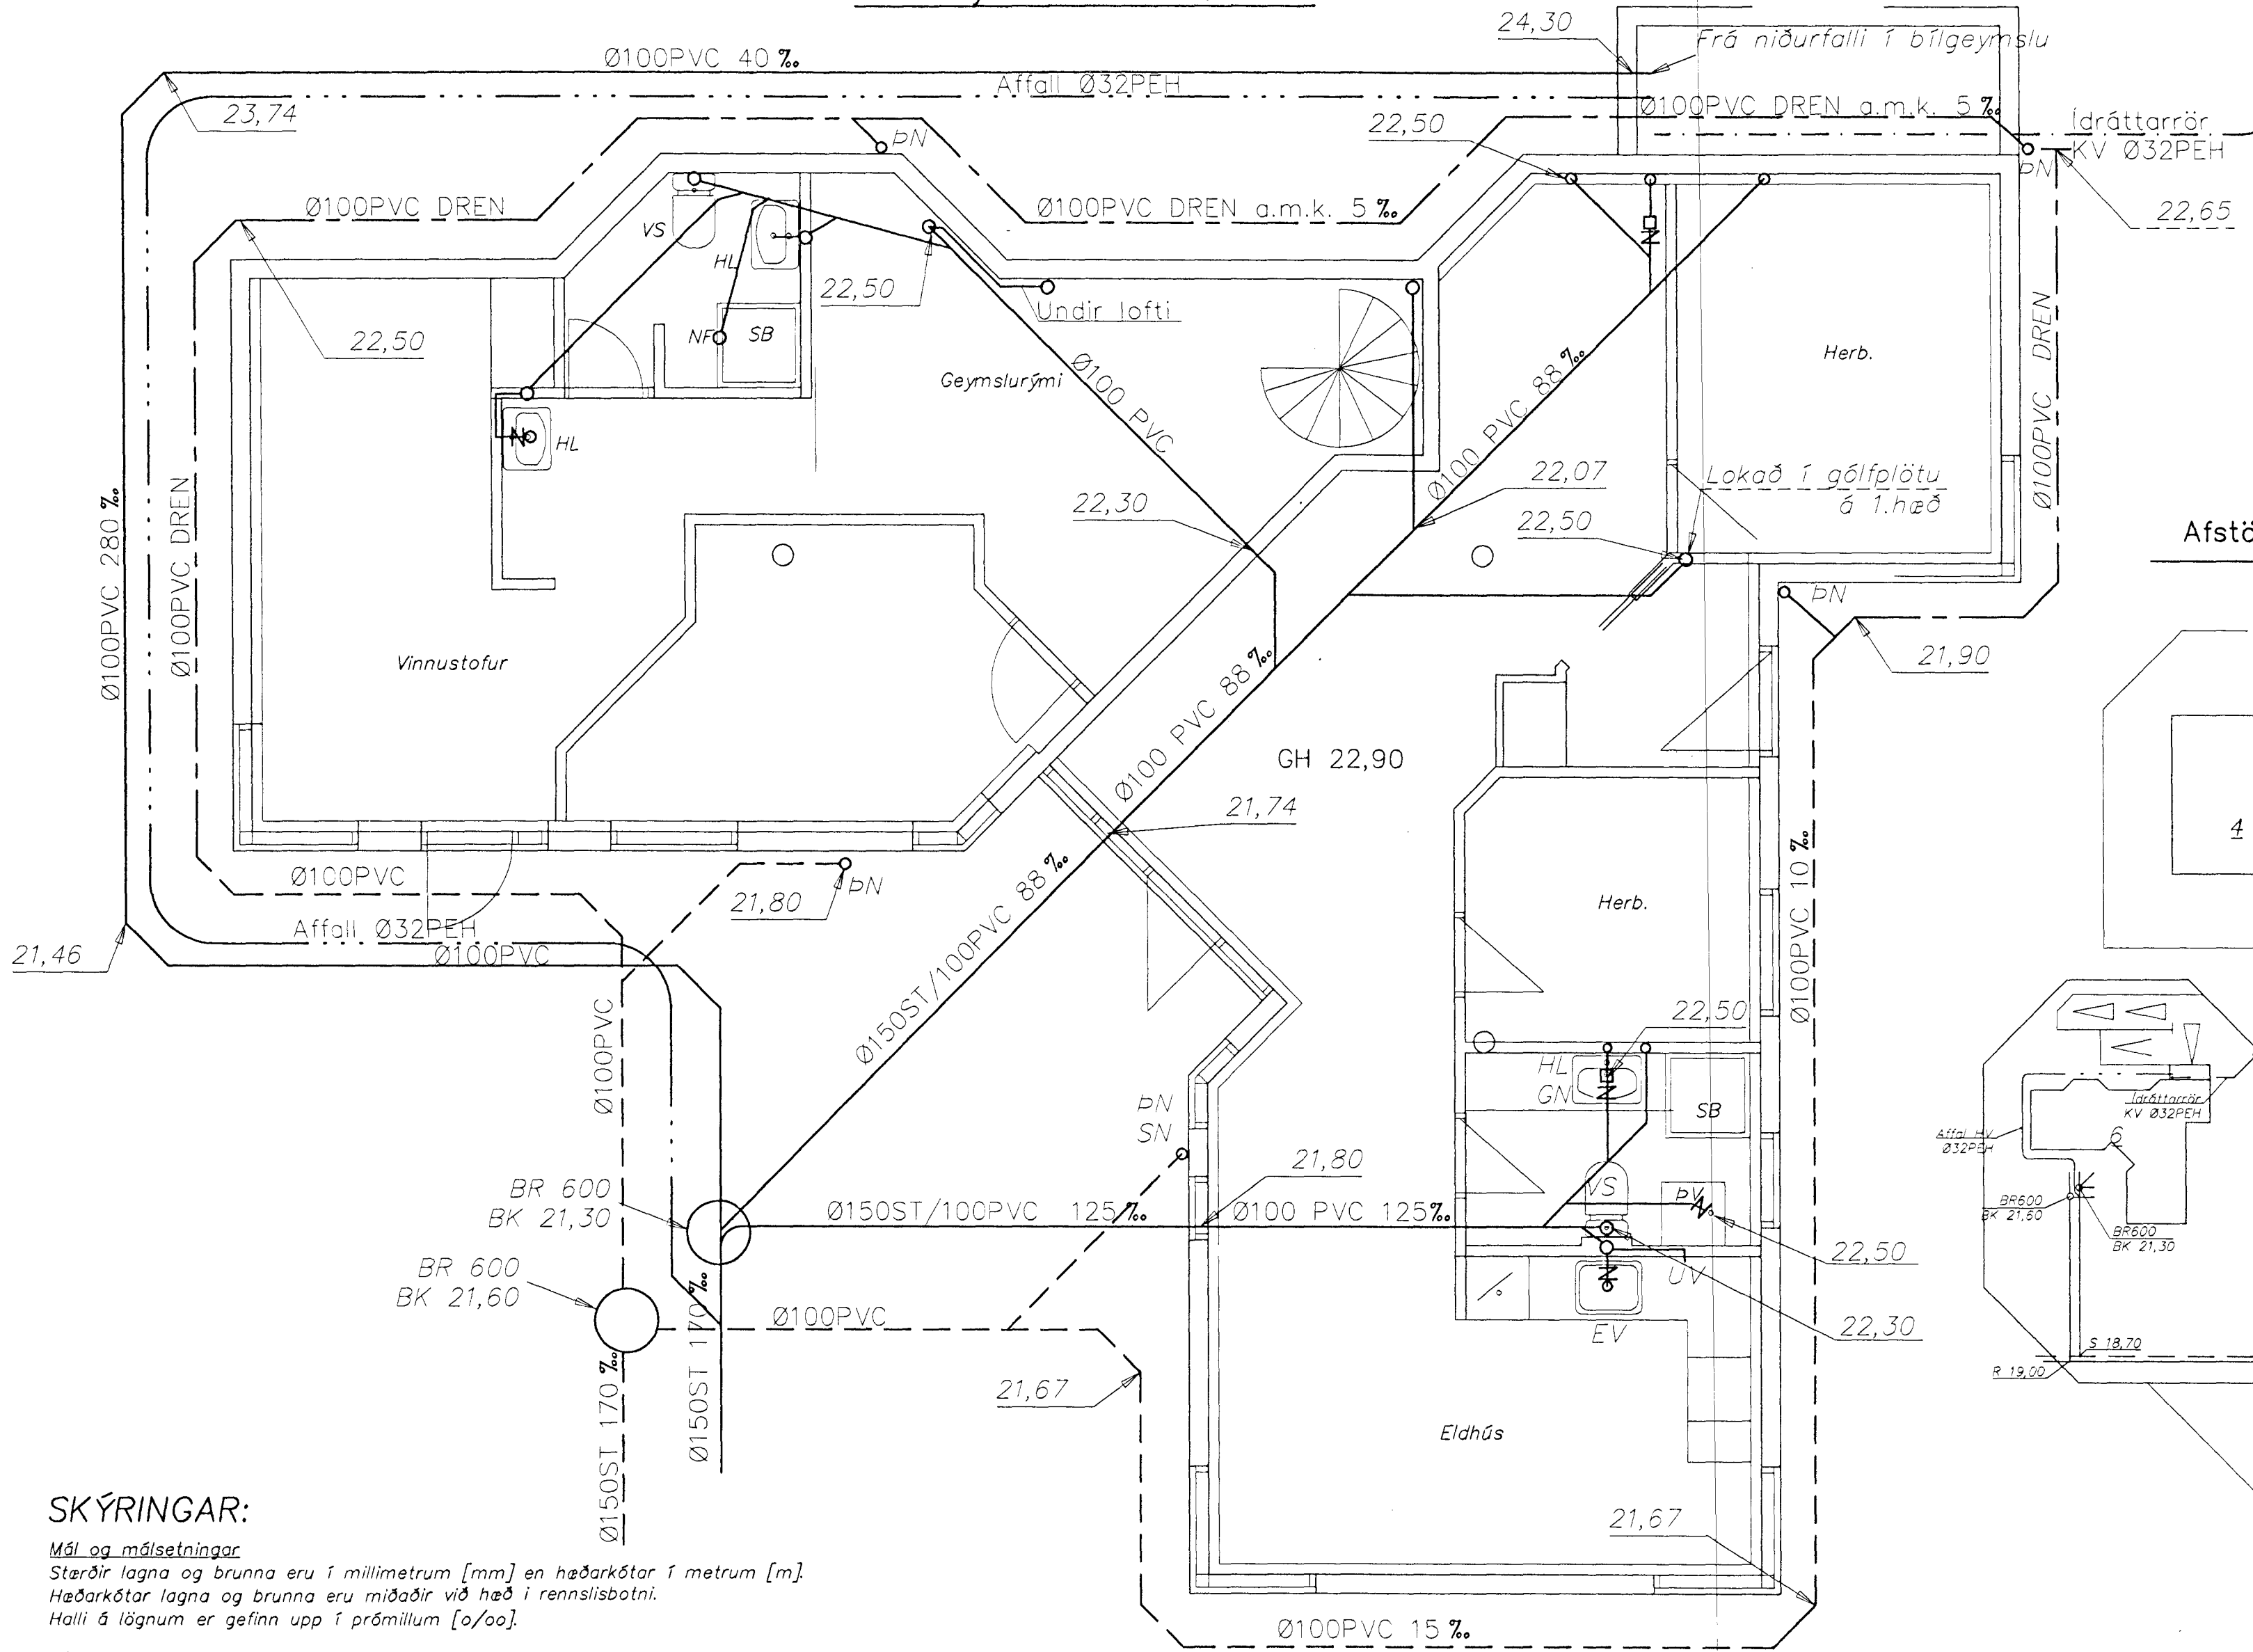 24,30
Frá niðurfalli í bílgeymslu
Ø100PVC 40 ‰
Affall Ø32PEH
23,74
Ø100PVC DREN a.m.k. 5 ‰
22,50
ÞN
Ídráttarrör
KV Ø32PEH
ÞN
Ø100PVC DREN
Ø100PVC DREN a.m.k. 5 ‰
22,65
VS
HL
22,50
Undir lofti
22,50
NF
SB
Herb.
Geymslurými
Ø100 PVC
Ø100 PVC 88 ‰
Ø100PVC DREN
HL
22,07
Lokað í gólfplötu
á 1.hæð
22,30
22,50
Ø100PVC 280 ‰
Ø100PVC DREN
Afstö
ÞN
Vinnustofur
21,90
GH 22,90
Ø100 PVC 88 ‰
21,74
4
Ø100PVC
21,80
ÞN
Ø150ST/100PVC 88 ‰
Herb.
Ø100PVC 10 ‰
Affall Ø32PEH
Ø100PVC
21,46
Ø100PVC
22,50
HL
GN
SB
ÞN
SN
Ídráttarrör
KV Ø32PEH
Affal HV
Ø32PEH
6
21,80
BR 600
BK 21,30
Ø150ST/100PVC 125 ‰
Ø100 PVC 125‰
VS
ÞV
BR600
BK 21,60
BR600
BK 21,30
22,50
UV
BR 600
BK 21,60
Ø100PVC
EV
22,30
S 18,70
R 19,00
21,67
Ø150ST 170 ‰
Ø150ST 170 ‰
Eldhús
21,67
SKÝRINGAR:
Mál og málsetningar
Stærðir lagna og brunna eru í millimetrum [mm] en hæðarkótar í metrum [m].
Hæðarkótar lagna og brunna eru miðaðir við hæð i rennslisbotni.
Halli á lögnum er gefinn upp í prómillum [o/oo].
Ø100PVC 15 ‰